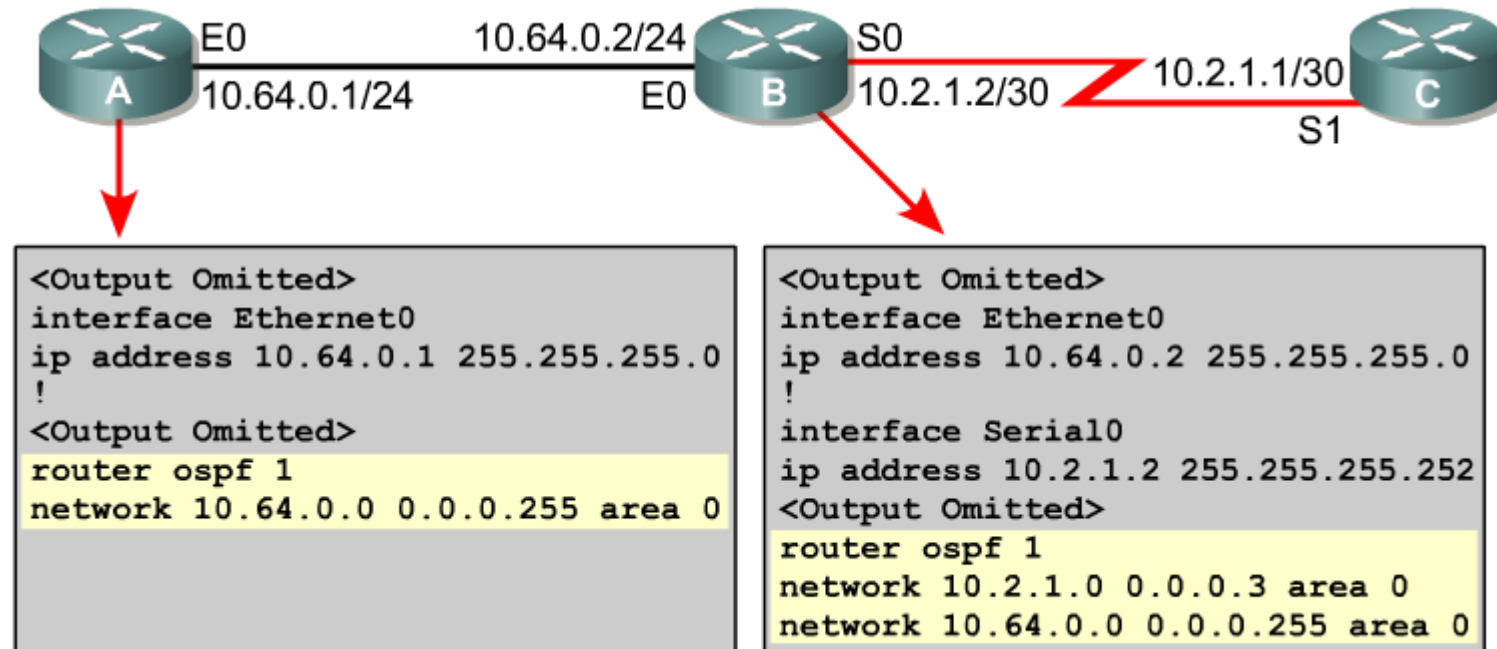 E0
10.64.0.2/24
S0
A
10.64.0.1/24
E0
B
10.2.1.2/30
10.2.1.1/30
C
S1
<Output Omitted>
interface Ethernet0
ip address 10.64.0.1 255.255.255.0
!
<Output Omitted>
router ospf 1
network 10.64.0.0 0.0.0.255 area 0
<Output Omitted>
interface Ethernet0
ip address 10.64.0.2 255.255.255.0
!
interface Serial0
ip address 10.2.1.2 255.255.255.252
<Output Omitted>
router ospf 1
network 10.2.1.0 0.0.0.3 area 0
network 10.64.0.0 0.0.0.255 area 0